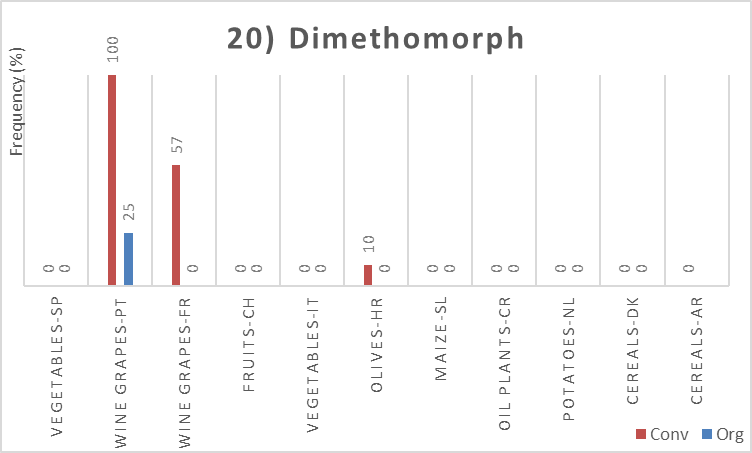 20) Dimethomorph
Frequency (%)
0 0 100 25 57 0 0 0 0 0 10 0 0 0 0 0 0 0 0 0 0
VEGETABLES-SP
WINE GRAPES-PT
WINE GRAPES-FR
FRUITS-CH
VEGETABLES-IT
OLIVES-HR
MAIZE-SL
OIL PLANTS-CR
POTATOES-NL
CEREALS-DK
CEREALS-AR
Conv Org